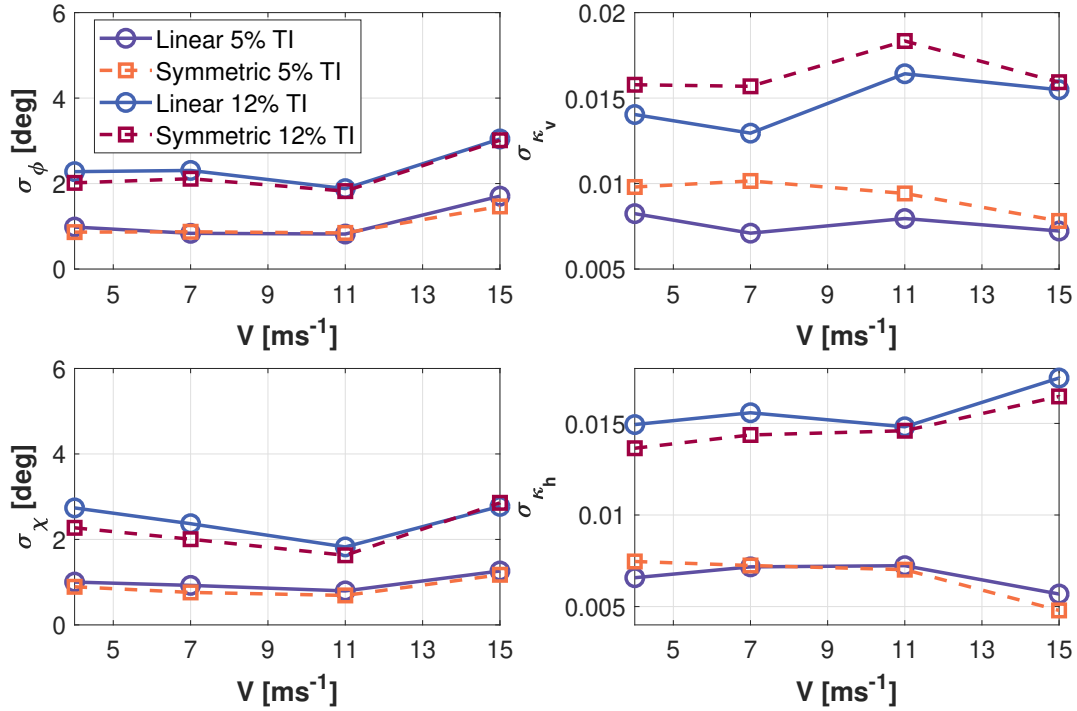 6
4
2
0
σ_ϕ [deg]
Linear 5% TI
Symmetric 5% TI
Linear 12% TI
Symmetric 12% TI
5 7 9 11 13 15
V [ms⁻¹]
0.02
0.015
0.01
0.005
σ_κ_v
5 7 9 11 13 15
V [ms⁻¹]
6
4
2
0
σ_χ [deg]
5 7 9 11 13 15
V [ms⁻¹]
0.015
0.01
0.005
σ_κ_h
5 7 9 11 13 15
V [ms⁻¹]